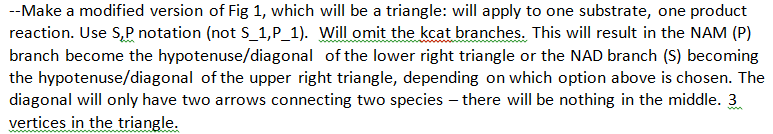 --Make a modified version of Fig 1, which will be a triangle: will apply to one substrate, one product
reaction. Use S,P notation (not S_1,P_1).  Will omit the kcat branches. This will result in the NAM (P)
branch become the hypotenuse/diagonal  of the lower right triangle or the NAD branch (S) becoming
the hypotenuse/diagonal of the upper right triangle, depending on which option above is chosen. The
diagonal will only have two arrows connecting two species – there will be nothing in the middle. 3
vertices in the triangle.